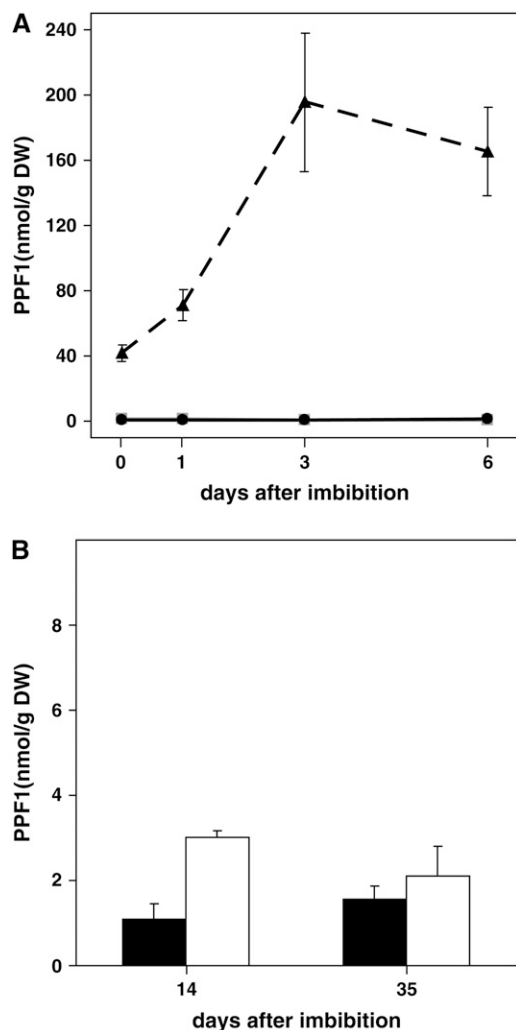 A
240
200
160
120
80
40
0
PPF1(nmol/g DW)
0 1 3 6
days after imbibition
B
8
6
4
2
0
PPF1(nmol/g DW)
14 35
days after imbibition